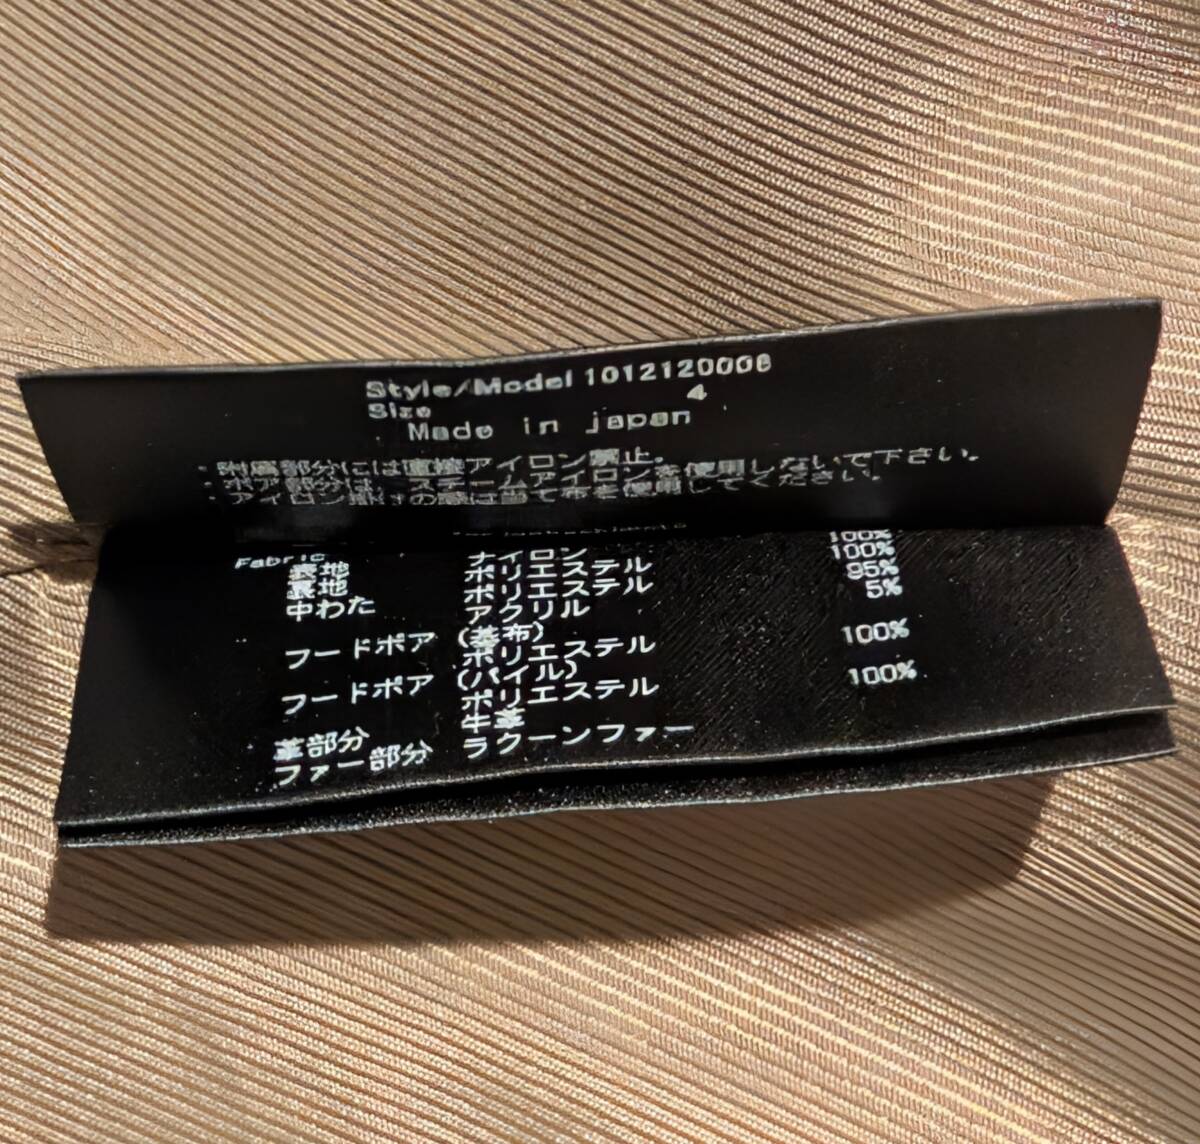 Style/Model 1012120008
Size 4
Made in japan
・附属部分には直接アイロン禁止。
・ボア部分は、スチームアイロンを使用しないで下さい。
・アイロン掛けの際は当て布を使用してください。
Fabric
表地 ナイロン 100%
裏地 ポリエステル 100%
中わた ポリエステル 95%
アクリル 5%
フードボア (基布)
ポリエステル 100%
フードボア (パイル)
ポリエステル 100%
革部分 牛革
ファー部分 ラクーンファー